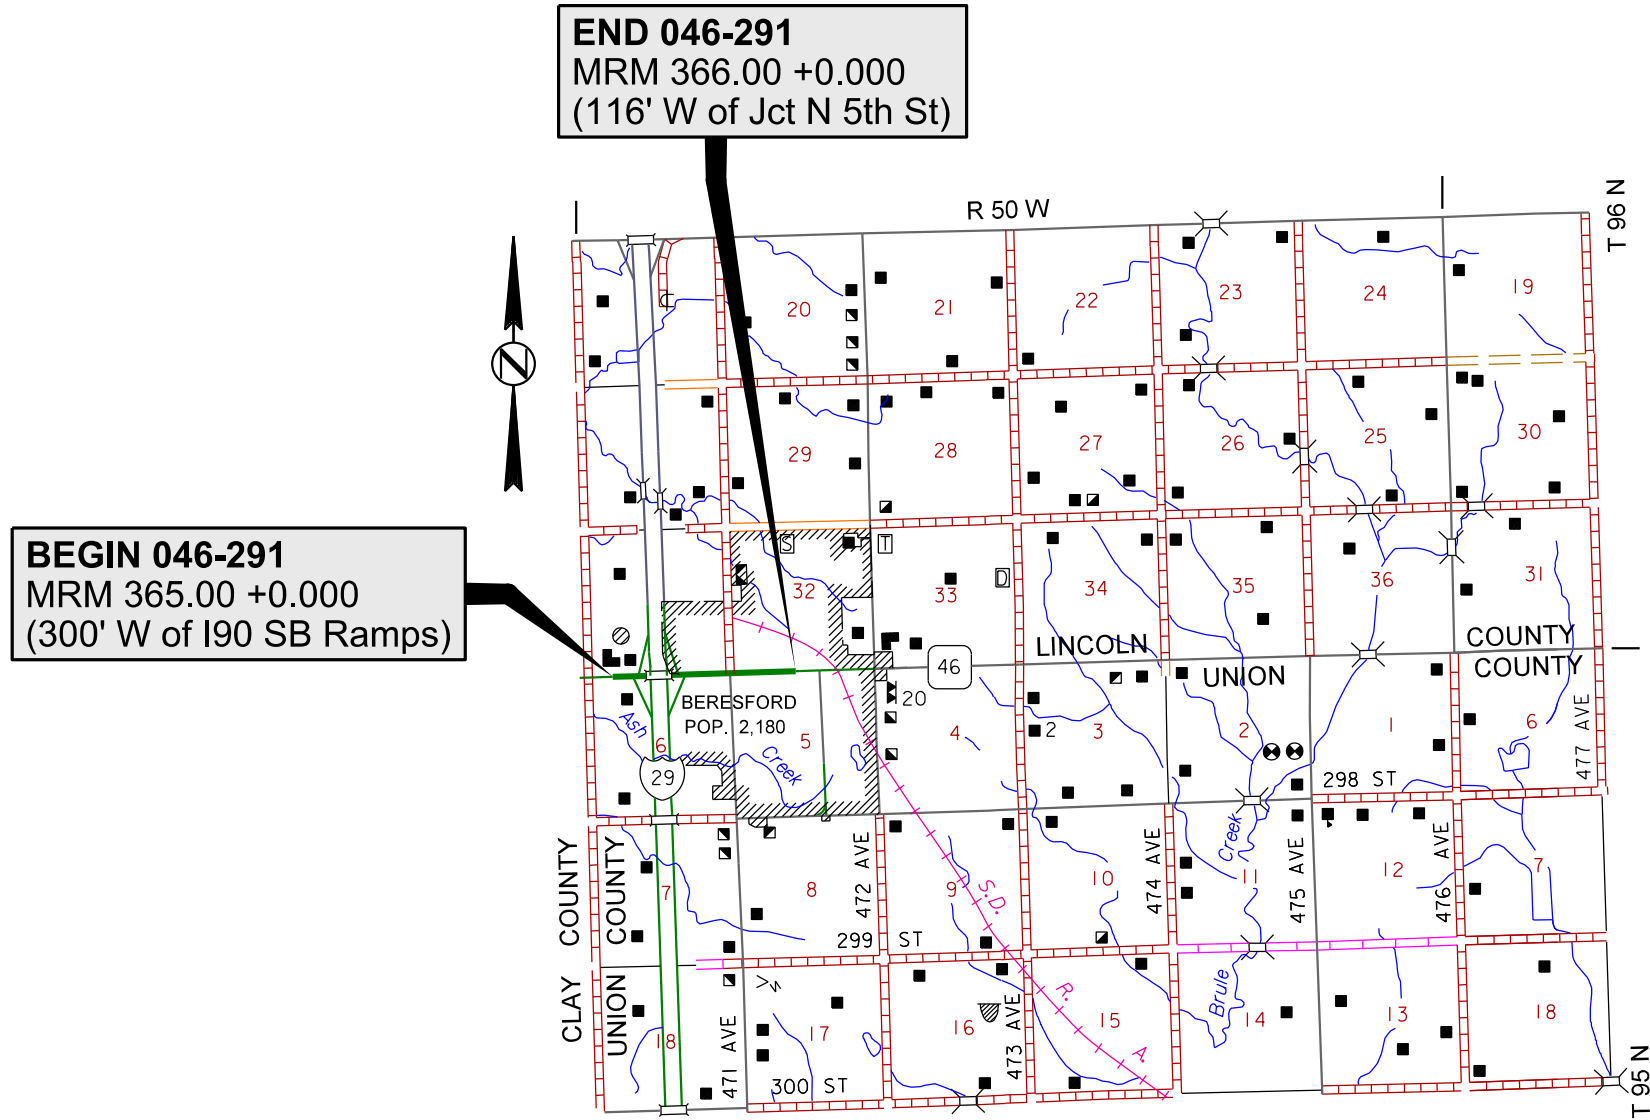 END 046-291
MRM 366.00 +0.000
(116' W of Jct N 5th St)
R 50 W
T 96 N
N
20
21
22
23
24
19
29
28
27
26
25
30
BEGIN 046-291
MRM 365.00 +0.000
(300' W of I90 SB Ramps)
S
T
32
33
D
34
35
36
31
LINCOLN
COUNTY
46
UNION
COUNTY
BERESFORD
POP. 2,180
20
Ash
Creek
6
5
4
2
3
2
1
6
29
298 ST
477 AVE
CLAY COUNTY
UNION COUNTY
7
8
472 AVE
9
S.D.
10
474 AVE
Creek
11
475 AVE
12
476 AVE
7
299 ST
18
471 AVE
17
300 ST
16
473 AVE
R.
15
A.
Brule
14
13
18
T 95 N